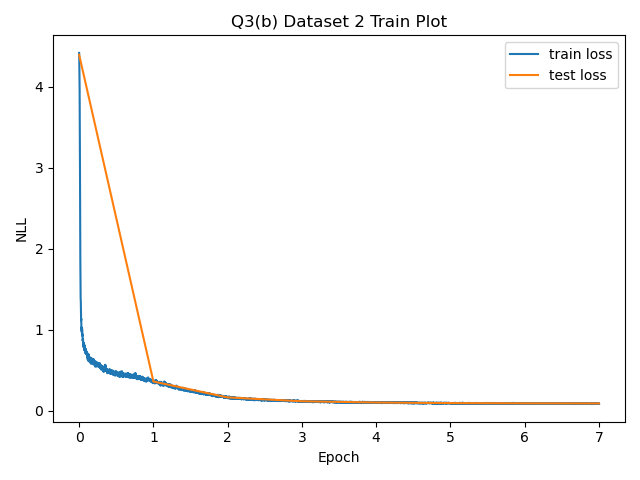 Q3(b) Dataset 2 Train Plot
train loss
test loss
4
3
2
1
0
NLL
0 1 2 3 4 5 6 7
Epoch